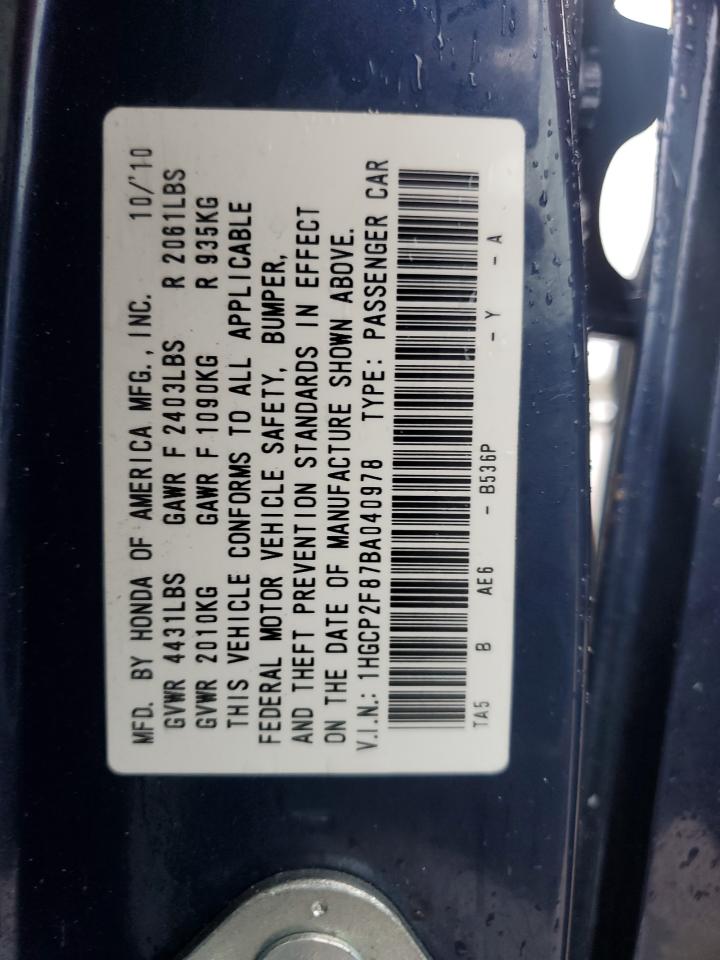 MFD. BY HONDA OF AMERICA MFG., INC. 10/'10
GVWR 4431LBS GAWR F 2403LBS R 2061LBS
GVWR 2010KG GAWR F 1090KG R 935KG
THIS VEHICLE CONFORMS TO ALL APPLICABLE
FEDERAL MOTOR VEHICLE SAFETY, BUMPER,
AND THEFT PREVENTION STANDARDS IN EFFECT
ON THE DATE OF MANUFACTURE SHOWN ABOVE.
V.I.N.: 1HGCP2F87BA040978 TYPE: PASSENGER CAR
TA5 B AE6 - B536P - Y - A